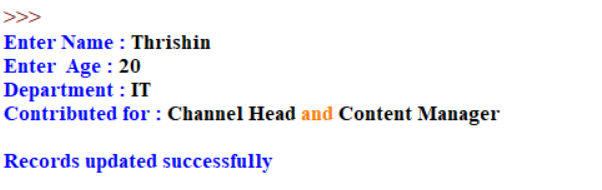 >>>
Enter Name : Thrishin
Enter  Age : 20
Department : IT
Contributed for : Channel Head and Content Manager
Records updated successfully